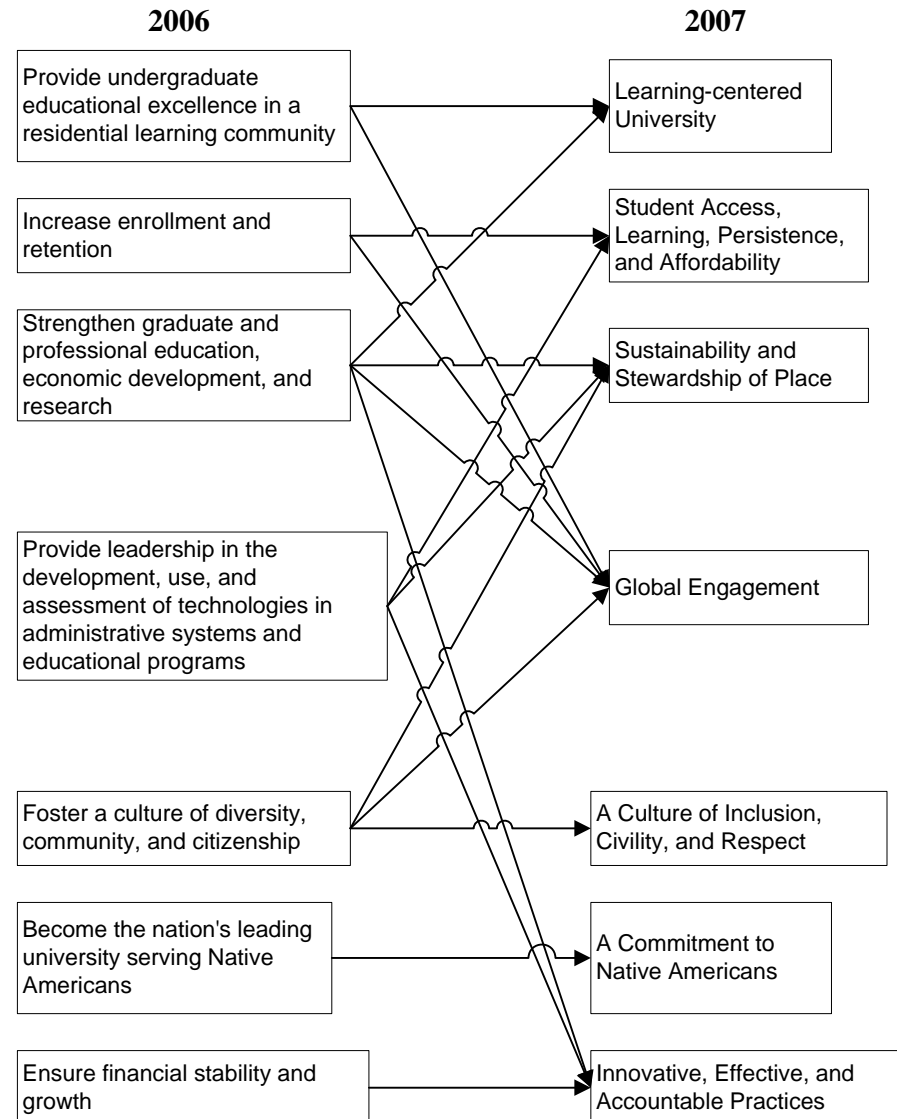 2006
2007
Provide undergraduate
educational excellence in a
residential learning community
Learning-centered
University
Increase enrollment and
retention
Student Access,
Learning, Persistence,
and Affordability
Strengthen graduate and
professional education,
economic development, and
research
Sustainability and
Stewardship of Place
Provide leadership in the
development, use, and
assessment of technologies in
administrative systems and
educational programs
Global Engagement
Foster a culture of diversity,
community, and citizenship
A Culture of Inclusion,
Civility, and Respect
Become the nation's leading
university serving Native
Americans
A Commitment to
Native Americans
Ensure financial stability and
growth
Innovative, Effective, and
Accountable Practices